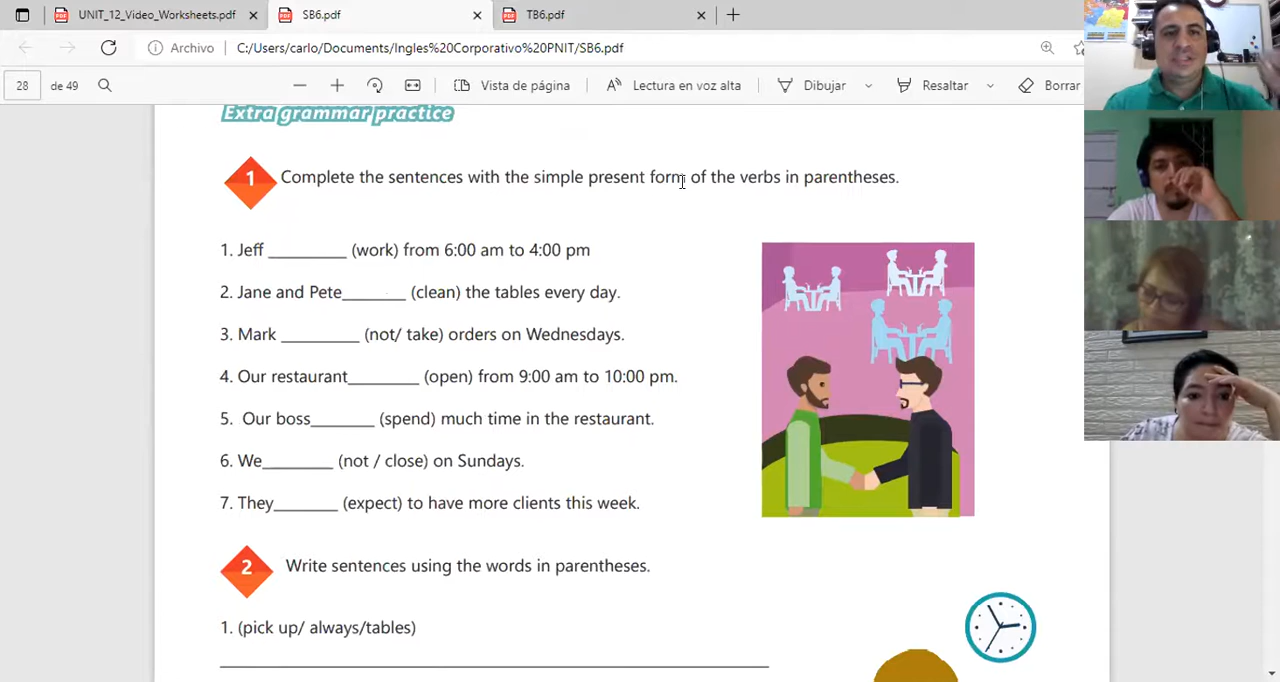 UNIT_12_Video_Worksheets.pdf
SB6.pdf
TB6.pdf
Archivo
C:/Users/carlo/Documents/Ingles%20Corporativo%20PNIT/SB6.pdf
28 de 49
Vista de página
Lectura en voz alta
Dibujar
Resaltar
Borrar
Extra grammar practice
1 Complete the sentences with the simple present form of the verbs in parentheses.
1. Jeff _________ (work) from 6:00 am to 4:00 pm
2. Jane and Pete_______ (clean) the tables every day.
3. Mark _________ (not/ take) orders on Wednesdays.
4. Our restaurant________ (open) from 9:00 am to 10:00 pm.
5. Our boss_______ (spend) much time in the restaurant.
6. We________ (not / close) on Sundays.
7. They_______ (expect) to have more clients this week.
2 Write sentences using the words in parentheses.
1. (pick up/ always/tables)